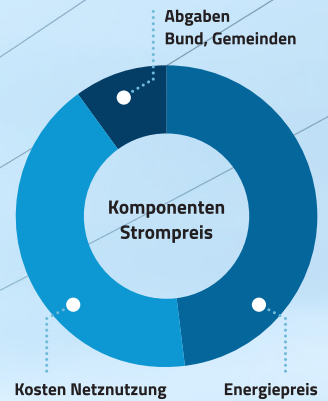 Abgaben
Bund, Gemeinden
Komponenten
Strompreis
Kosten Netznutzung
Energiepreis